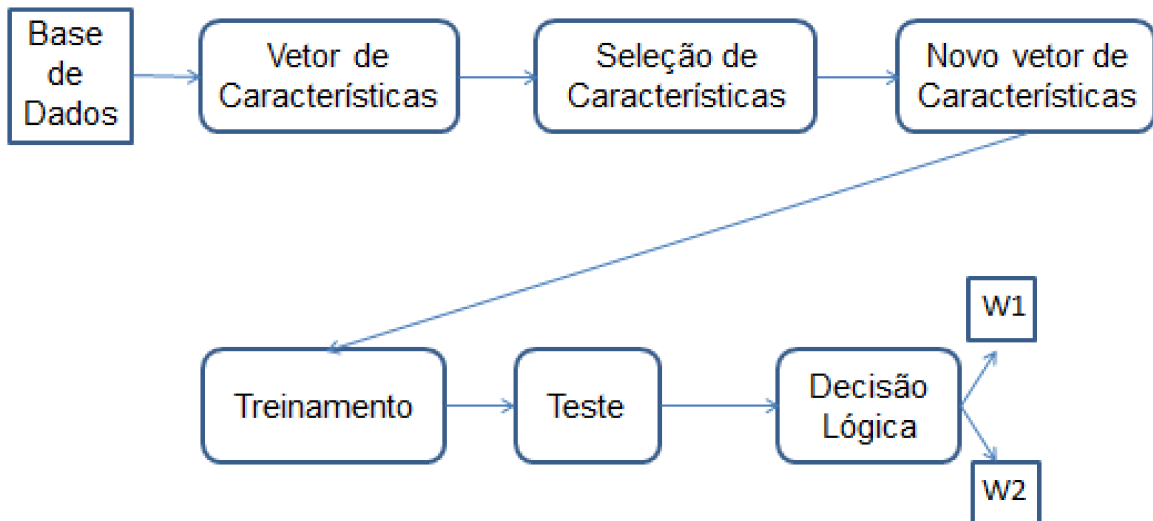 Base
de
Dados
Vetor de
Características
Seleção de
Características
Novo vetor de
Características
Treinamento
Teste
Decisão
Lógica
W1
W2